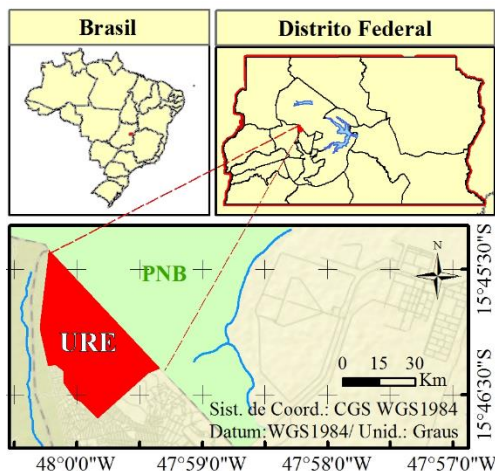 Brasil
Distrito Federal
PNB
URE
N
0 15 30
Km
Sist. de Coord.: CGS WGS1984
Datum:WGS1984/ Unid.: Graus
15°45'30"S
15°46'30"S
48°0'0"W 47°59'0"W 47°58'0"W 47°57'0"W